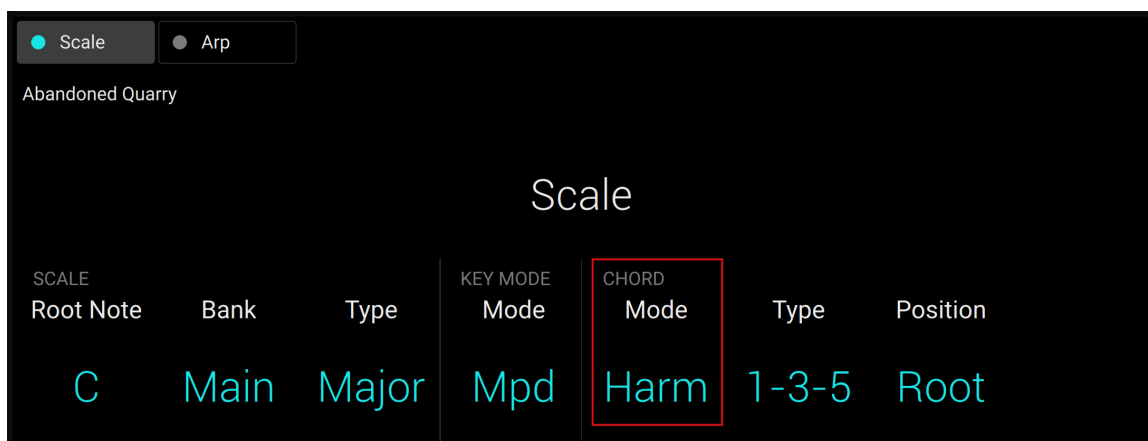 Scale Arp
Abandoned Quarry
Scale
SCALE KEY MODE CHORD
Root Note Bank Type Mode Mode Type Position
C Main Major Mpd Harm 1-3-5 Root